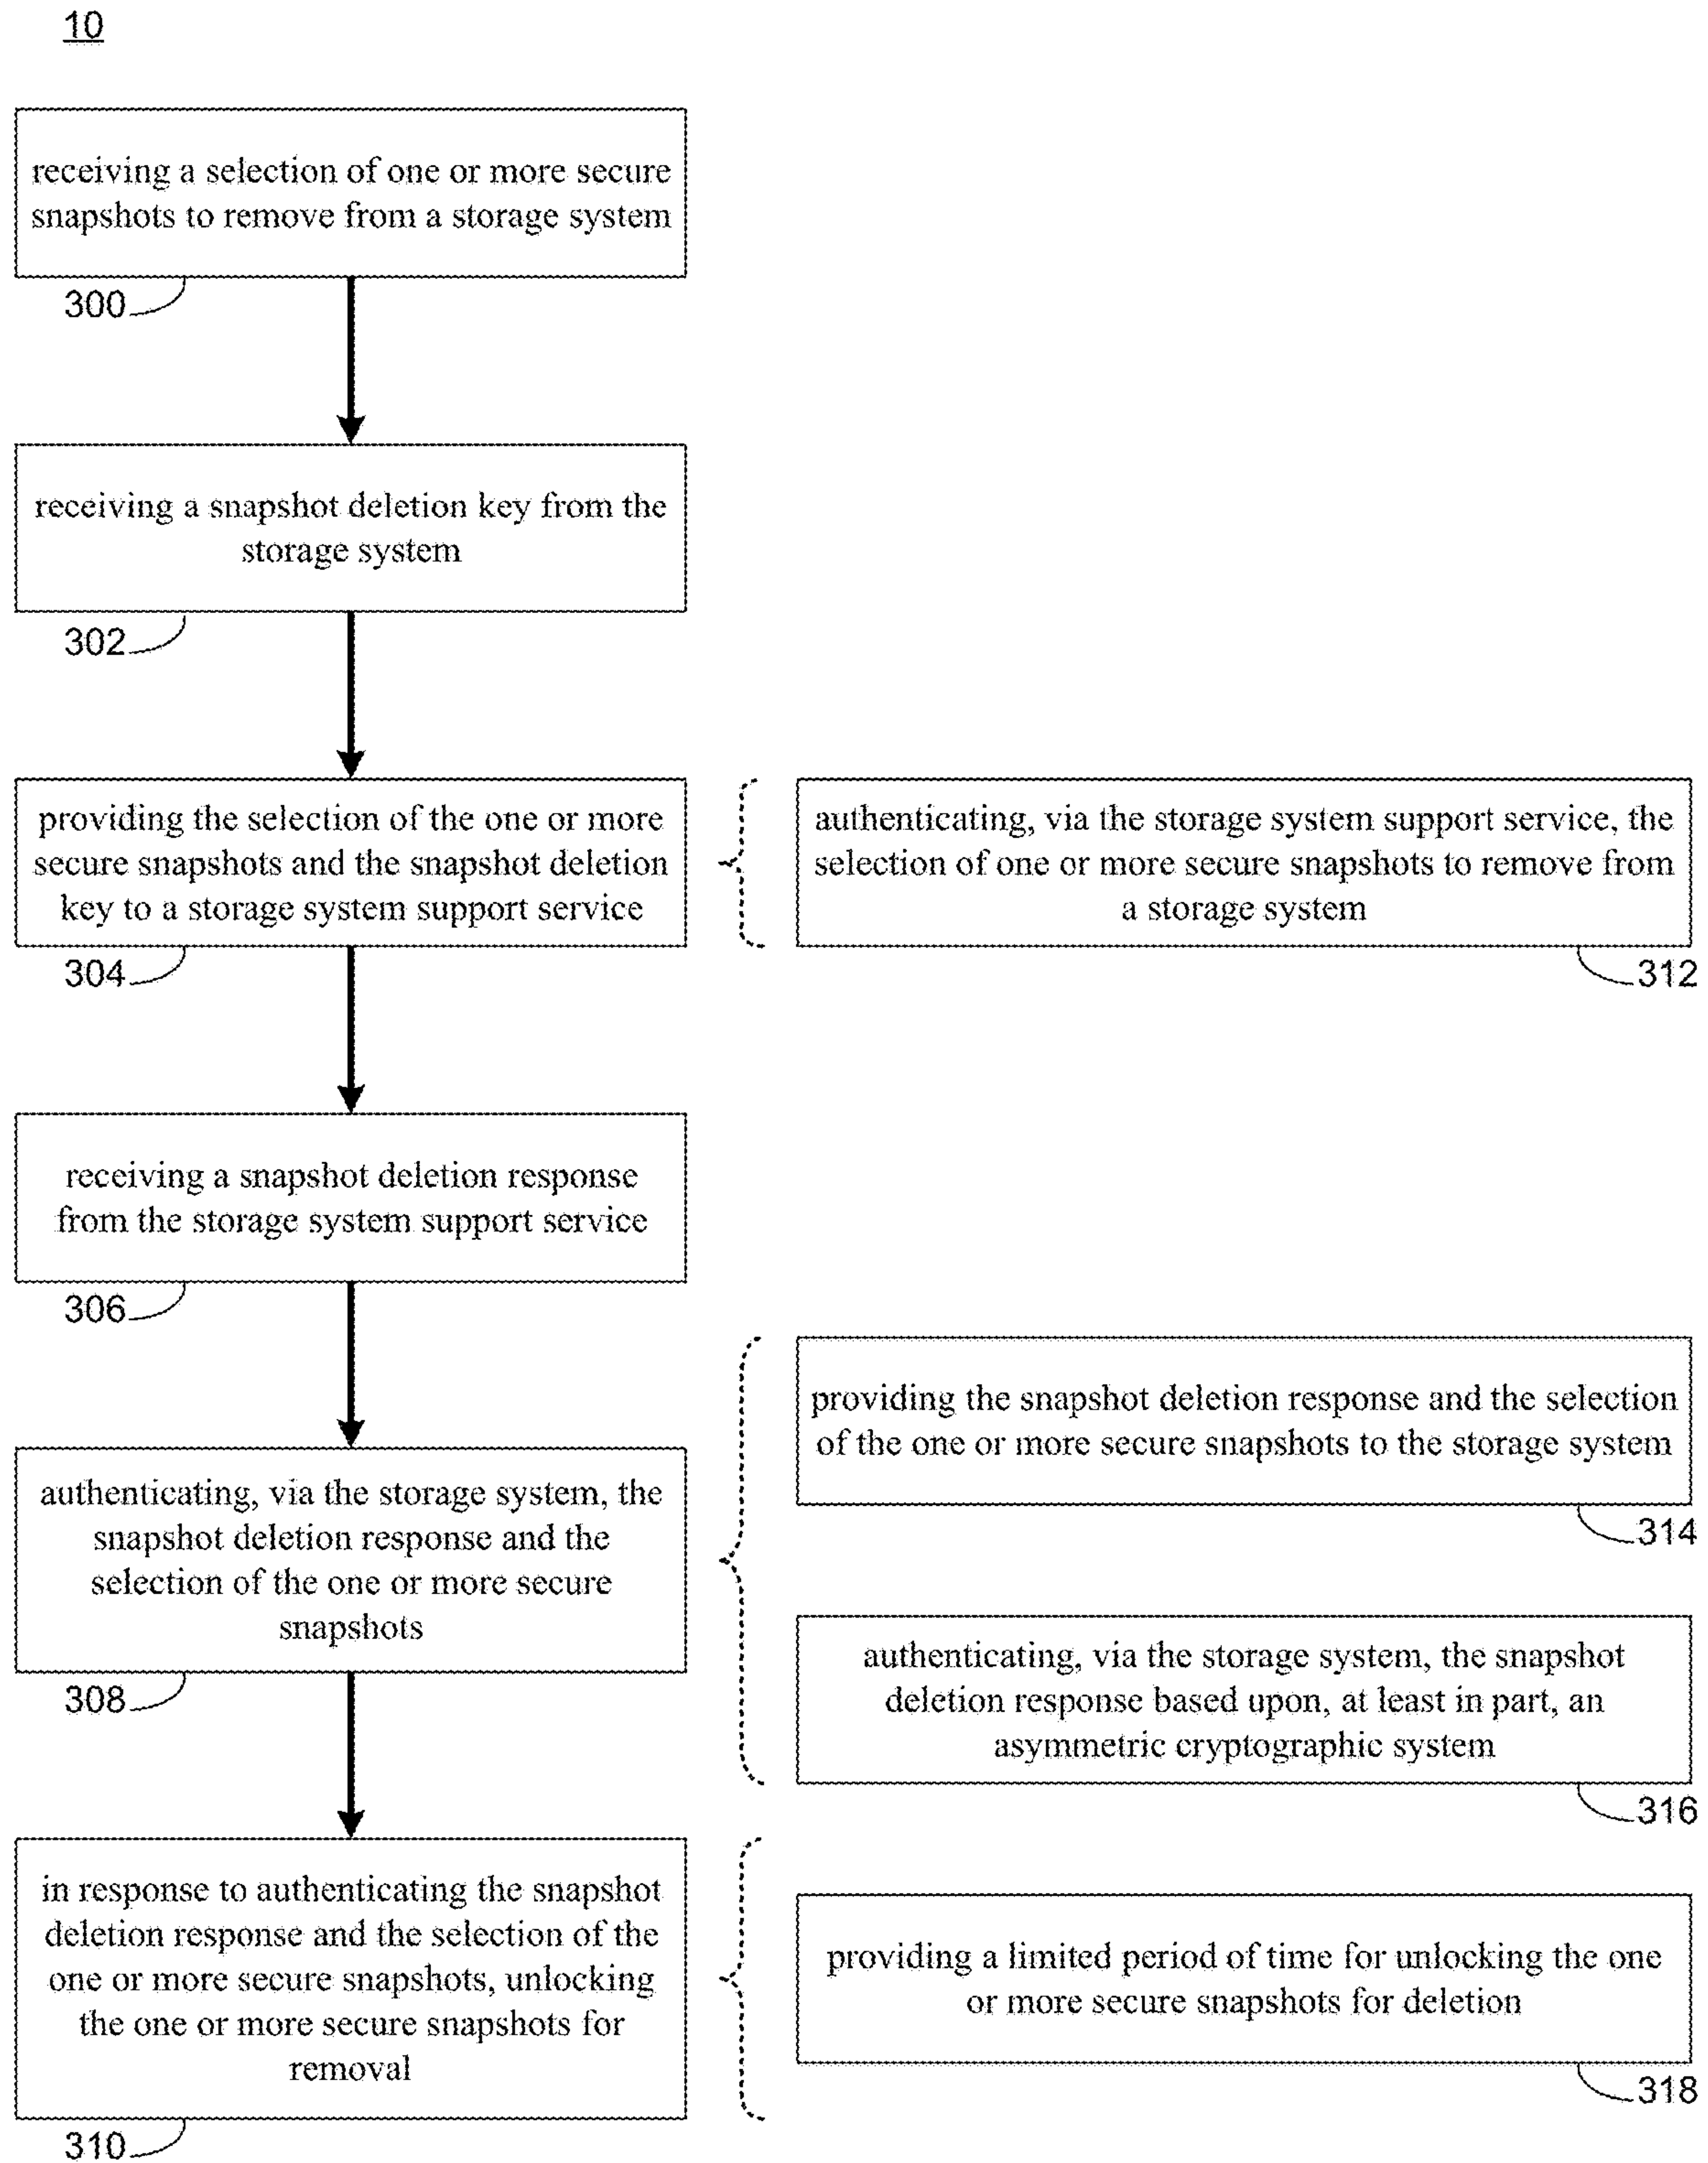 10
receiving a selection of one or more secure
snapshots to remove from a storage system
300
receiving a snapshot deletion key from the
storage system
302
providing the selection of the one or more
secure snapshots and the snapshot deletion
key to a storage system support service
304
authenticating, via the storage system support service, the
selection of one or more secure snapshots to remove from
a storage system
312
receiving a snapshot deletion response
from the storage system support service
306
authenticating, via the storage system, the
snapshot deletion response and the
selection of the one or more secure
snapshots
308
providing the snapshot deletion response and the selection
of the one or more secure snapshots to the storage system
314
authenticating, via the storage system, the snapshot
deletion response based upon, at least in part, an
asymmetric cryptographic system
316
in response to authenticating the snapshot
deletion response and the selection of the
one or more secure snapshots, unlocking
the one or more secure snapshots for
removal
310
providing a limited period of time for unlocking the one
or more secure snapshots for deletion
318